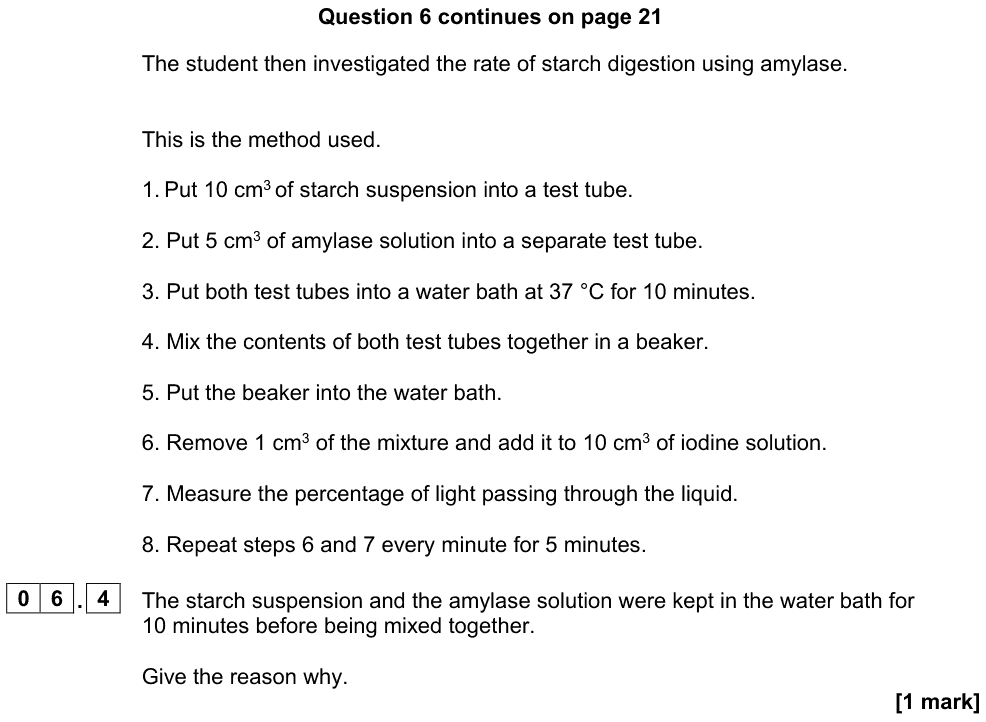 Question 6 continues on page 21
The student then investigated the rate of starch digestion using amylase.
This is the method used.
1. Put 10 cm³ of starch suspension into a test tube.
2. Put 5 cm³ of amylase solution into a separate test tube.
3. Put both test tubes into a water bath at 37 °C for 10 minutes.
4. Mix the contents of both test tubes together in a beaker.
5. Put the beaker into the water bath.
6. Remove 1 cm³ of the mixture and add it to 10 cm³ of iodine solution.
7. Measure the percentage of light passing through the liquid.
8. Repeat steps 6 and 7 every minute for 5 minutes.
0 6 . 4 The starch suspension and the amylase solution were kept in the water bath for
10 minutes before being mixed together.
Give the reason why.
[1 mark]